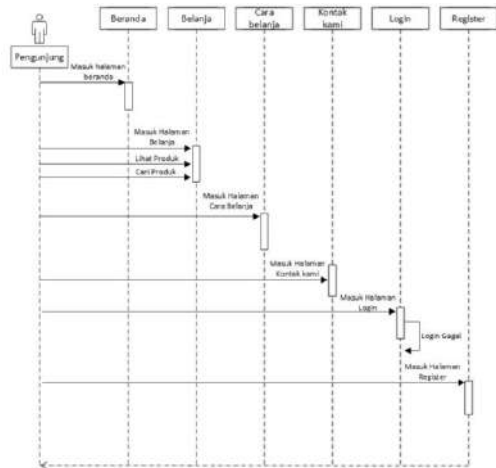 Beranda
Belanja
Cara
belanja
Kontak
kami
Login
Register
Pengunjung
Masuk halaman
beranda
Masuk Halaman
Belanja
Lihat Produk
Cari Produk
Masuk Halaman
Cara Belanja
Masuk Halaman
Kontak kami
Masuk Halaman
Login
Login Gagal
Masuk Halaman
Register